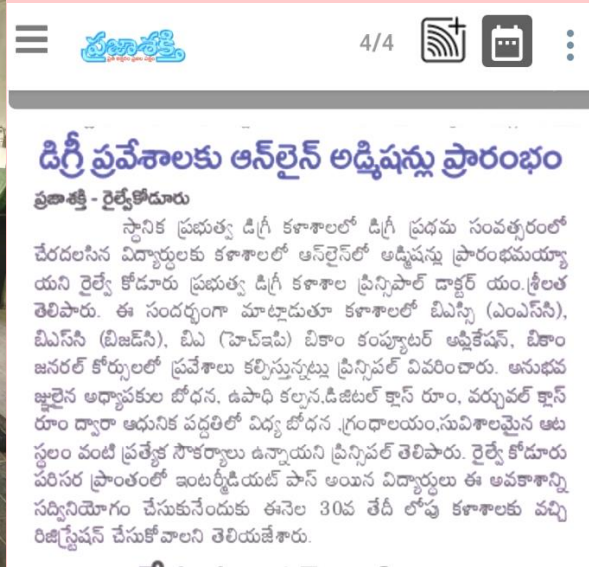 ప్రజాశక్తి
4/4
డిగ్రీ ప్రవేశాలకు ఆన్‌లైన్ అడ్మిషన్లు ప్రారంభం
ప్రజాశక్తి - రైల్వేకోడూరు
స్థానిక ప్రభుత్వ డిగ్రీ కళాశాలలో డిగ్రీ ప్రథమ సంవత్సరంలో
చేరదలసిన విద్యార్థులకు కళాశాలలో ఆన్‌లైన్‌లో అడ్మిషన్లు ప్రారంభమయ్యా
యని రైల్వే కోడూరు ప్రభుత్వ డిగ్రీ కళాశాల ప్రిన్సిపాల్ డాక్టర్ యం.శ్రీలత
తెలిపారు. ఈ సందర్భంగా మాట్లాడుతూ కళాశాలలో బిఎస్సి (ఎంఎస్‌సి),
బిఎస్‌సి (బిజడ్‌సి), బిఎ (హెచ్ఇపి) బికాం కంప్యూటర్ అప్లికేషన్, బికాం
జనరల్ కోర్సులలో ప్రవేశాలు కల్పిస్తున్నట్లు ప్రిన్సిపల్ వివరించారు. అనుభవ
జ్ఞులైన అధ్యాపకుల బోధన, ఉపాధి కల్పన,డిజిటల్ క్లాస్ రూం, వర్చువల్ క్లాస్
రూం ద్వారా ఆధునిక పద్ధతిలో విధ్య బోధన ,గ్రంధాలయం,సువిశాలమైన ఆట
స్థలం వంటి ప్రత్యేక సౌకర్యాలు ఉన్నాయని ప్రిన్సిపల్ తెలిపారు. రైల్వే కోడూరు
పరిసర ప్రాంతంలో ఇంటర్మీడియట్ పాస్ అయిన విద్యార్థులు ఈ అవకాశాన్ని
సద్వినియోగం చేసుకునేందుకు ఈనెల 30వ తేదీ లోపు కళాశాలకు వచ్చి
రిజిస్ట్రేషన్ చేసుకోవాలని తెలియజేశారు.